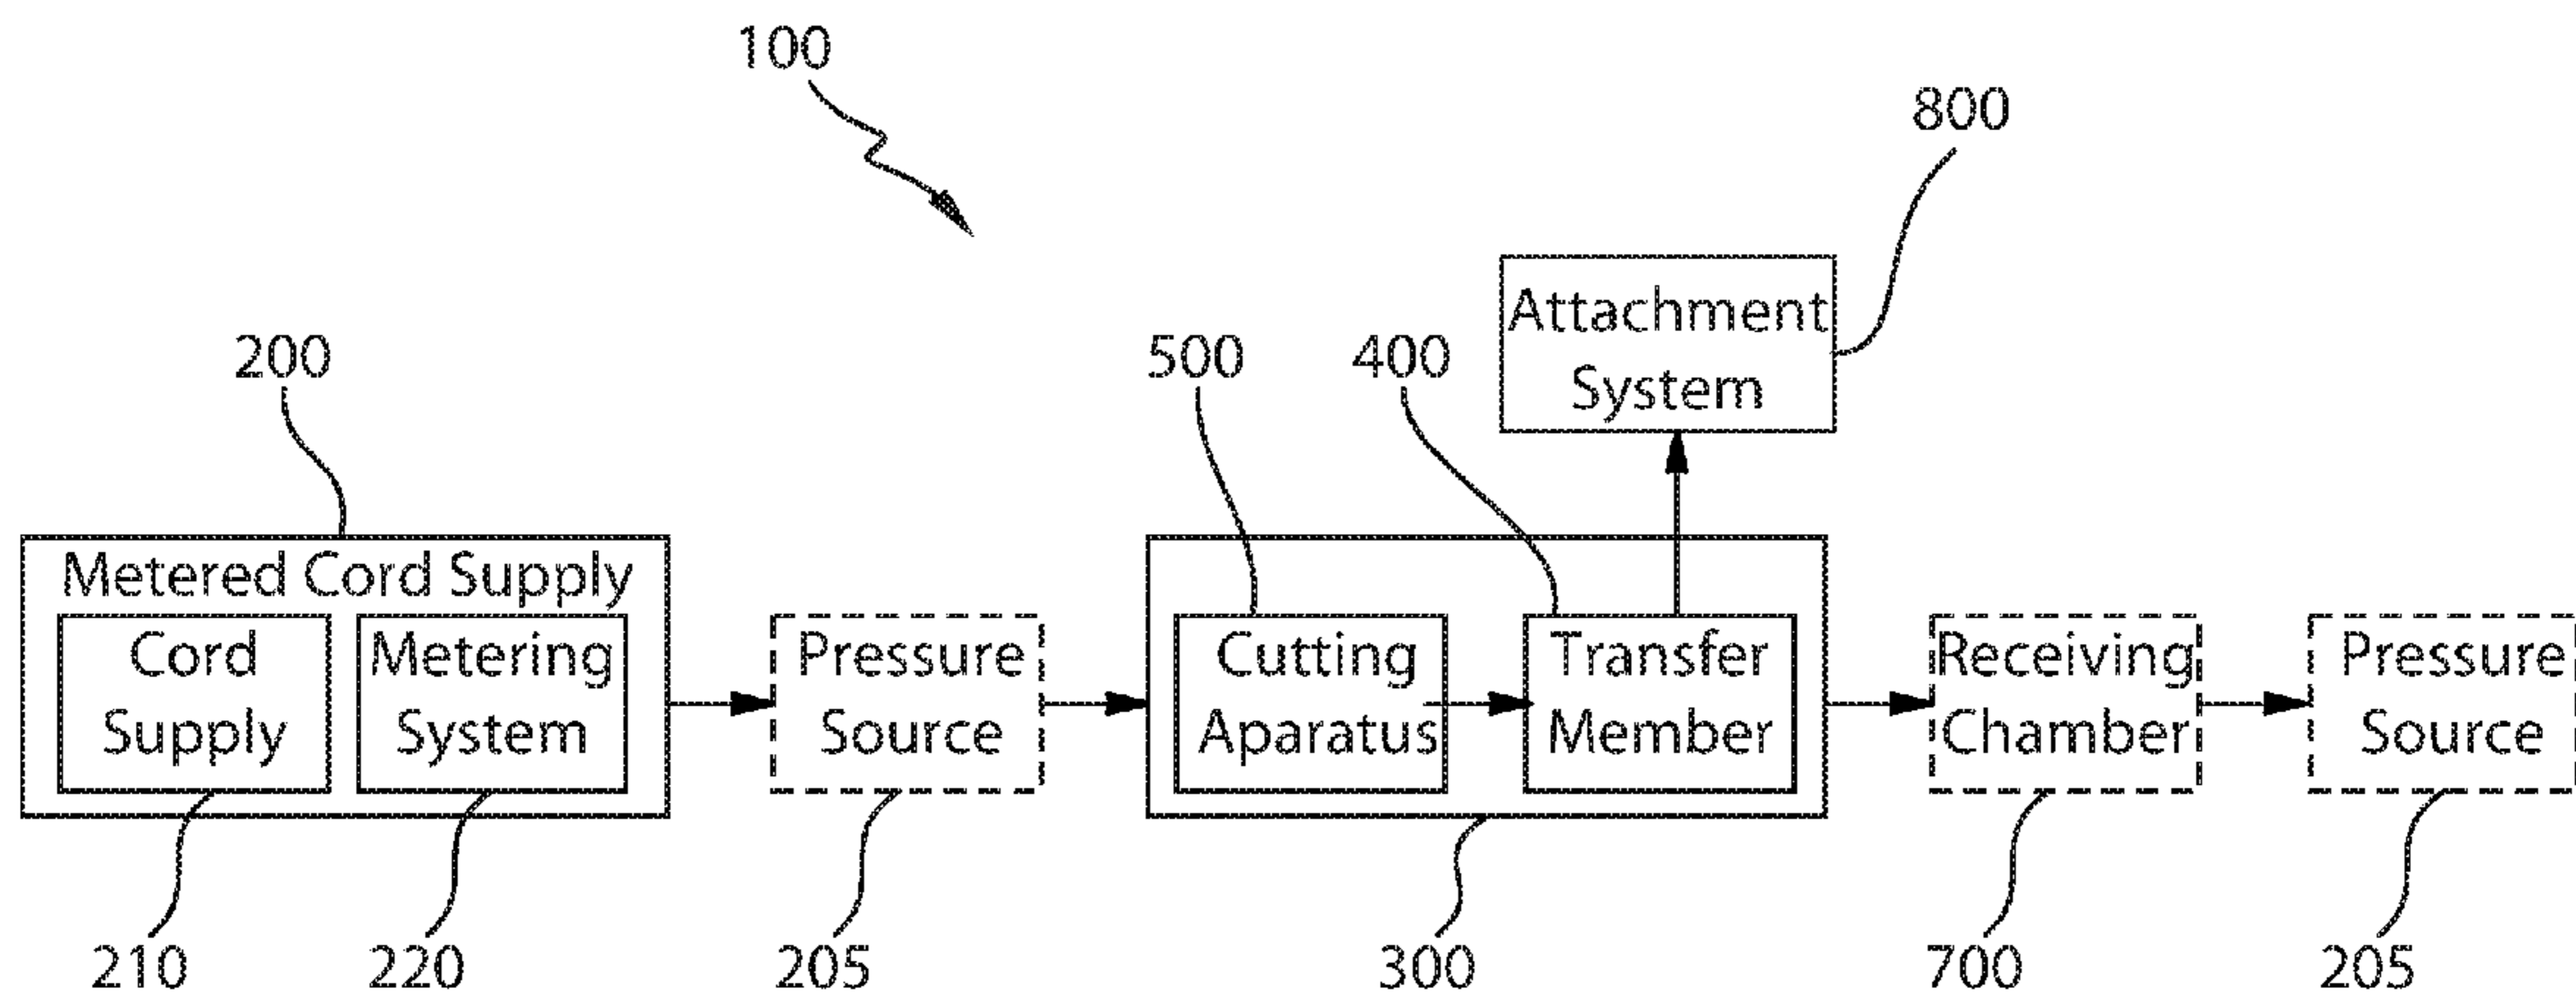 100
800
Attachment
System
200
500
400
Metered Cord Supply
Cord
Supply
Metering
System
Pressure
Source
Cutting
Aparatus
Transfer
Member
Receiving
Chamber
Pressure
Source
210
220
205
300
700
205